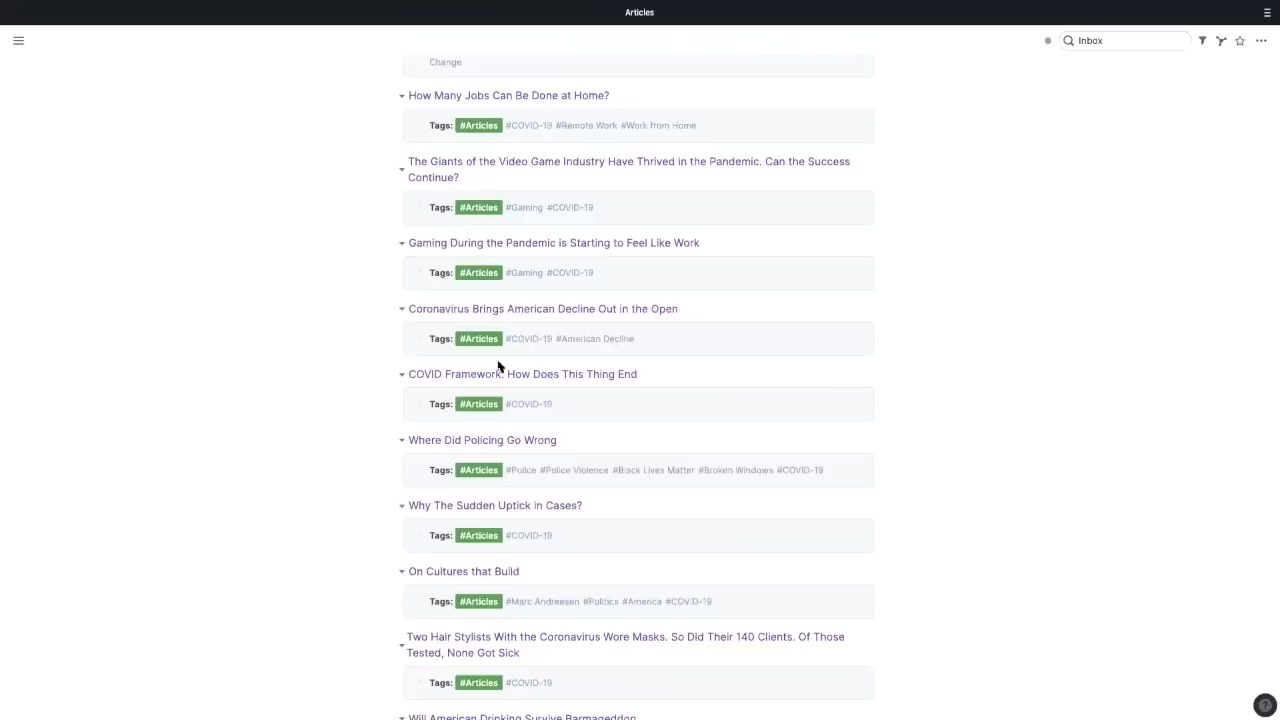 Articles
Inbox
Change
How Many Jobs Can Be Done at Home?
Tags: #Articles #COVID-19 #Remote Work #Work from Home
The Giants of the Video Game Industry Have Thrived in the Pandemic. Can the Success
Continue?
Tags: #Articles #Gaming #COVID-19
Gaming During the Pandemic is Starting to Feel Like Work
Tags: #Articles #Gaming #COVID-19
Coronavirus Brings American Decline Out in the Open
Tags: #Articles #COVID-19 #American Decline
COVID Framework: How Does This Thing End
Tags: #Articles #COVID-19
Where Did Policing Go Wrong
Tags: #Articles #Police #Police Violence #Black Lives Matter #Broken Windows #COVID-19
Why The Sudden Uptick in Cases?
Tags: #Articles #COVID-19
On Cultures that Build
Tags: #Articles #Marc Andreesen #Politics #America #COVID-19
Two Hair Stylists With the Coronavirus Wore Masks. So Did Their 140 Clients. Of Those
Tested, None Got Sick
Tags: #Articles #COVID-19
Will American Drinking Survive Barmageddon